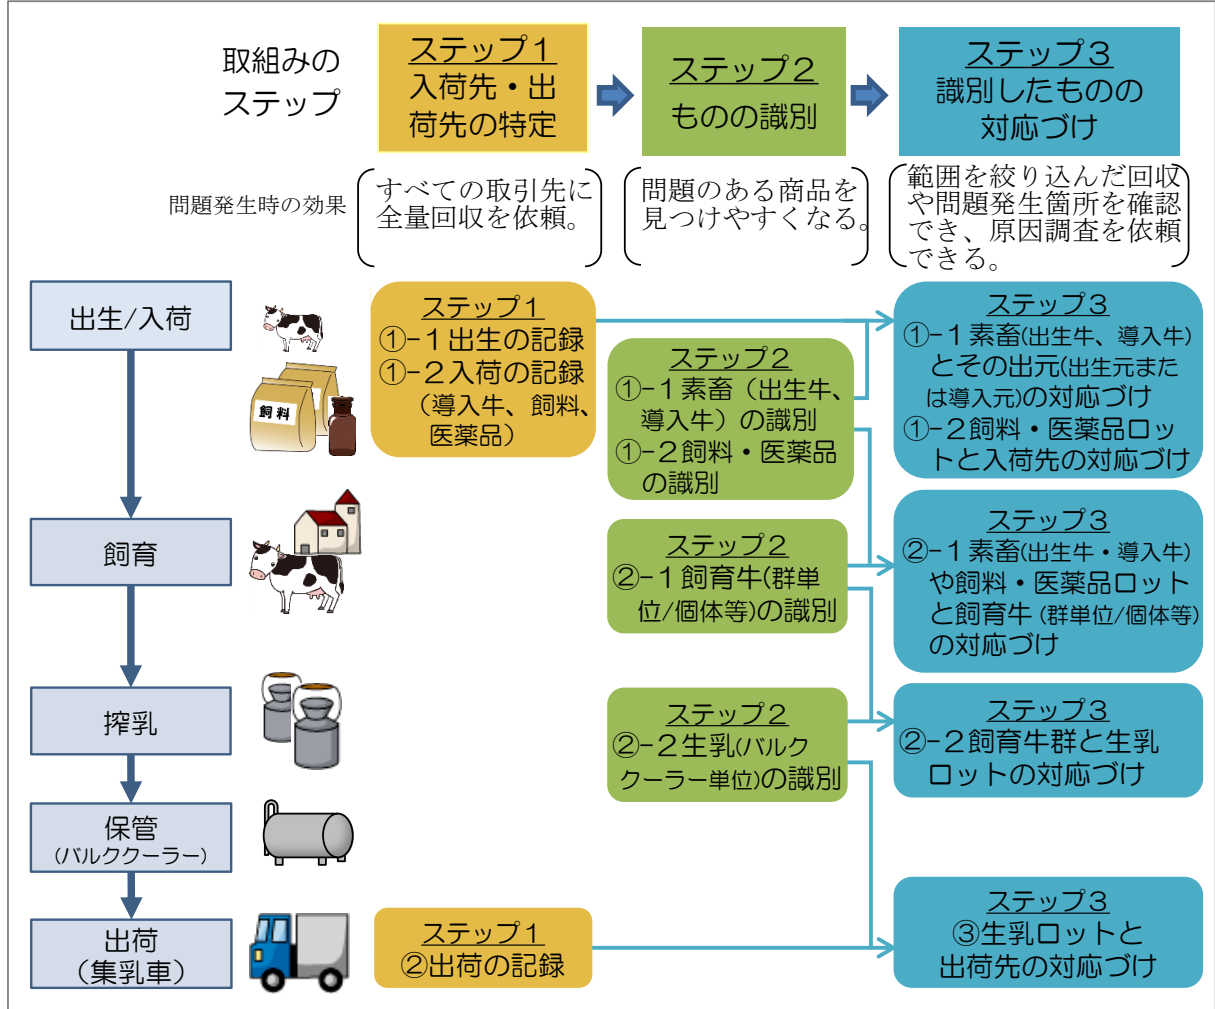 取組みの
ステップ
ステップ１
入荷先・出
荷先の特定
ステップ２
ものの識別
ステップ３
識別したものの
対応づけ
問題発生時の効果
すべての取引先に
全量回収を依頼。
問題のある商品を
見つけやすくなる。
範囲を絞り込んだ回収
や問題発生箇所を確認
でき、原因調査を依頼
できる。
出生/入荷
飼料
ステップ１
①-１出生の記録
①-２入荷の記録
（導入牛、飼料、
医薬品）
ステップ２
①-１素畜（出生牛、
導入牛）の識別
①-２飼料・医薬品
の識別
ステップ３
①-１素畜(出生牛、導入牛)
とその出元(出生元また
は導入元)の対応づけ
①-２飼料・医薬品ロッ
トと入荷先の対応づけ
飼育
ステップ２
②-１飼育牛(群単
位/個体等)の識別
ステップ３
②-１素畜(出生牛・導入牛)
や飼料・医薬品ロット
と飼育牛(群単位/個体等)
の対応づけ
搾乳
ステップ２
②-２生乳(バルク
クーラー単位)の識別
ステップ３
②-２飼育牛群と生乳
ロットの対応づけ
保管
(バルククーラー)
出荷
（集乳車）
ステップ１
②出荷の記録
ステップ３
③生乳ロットと
出荷先の対応づけ